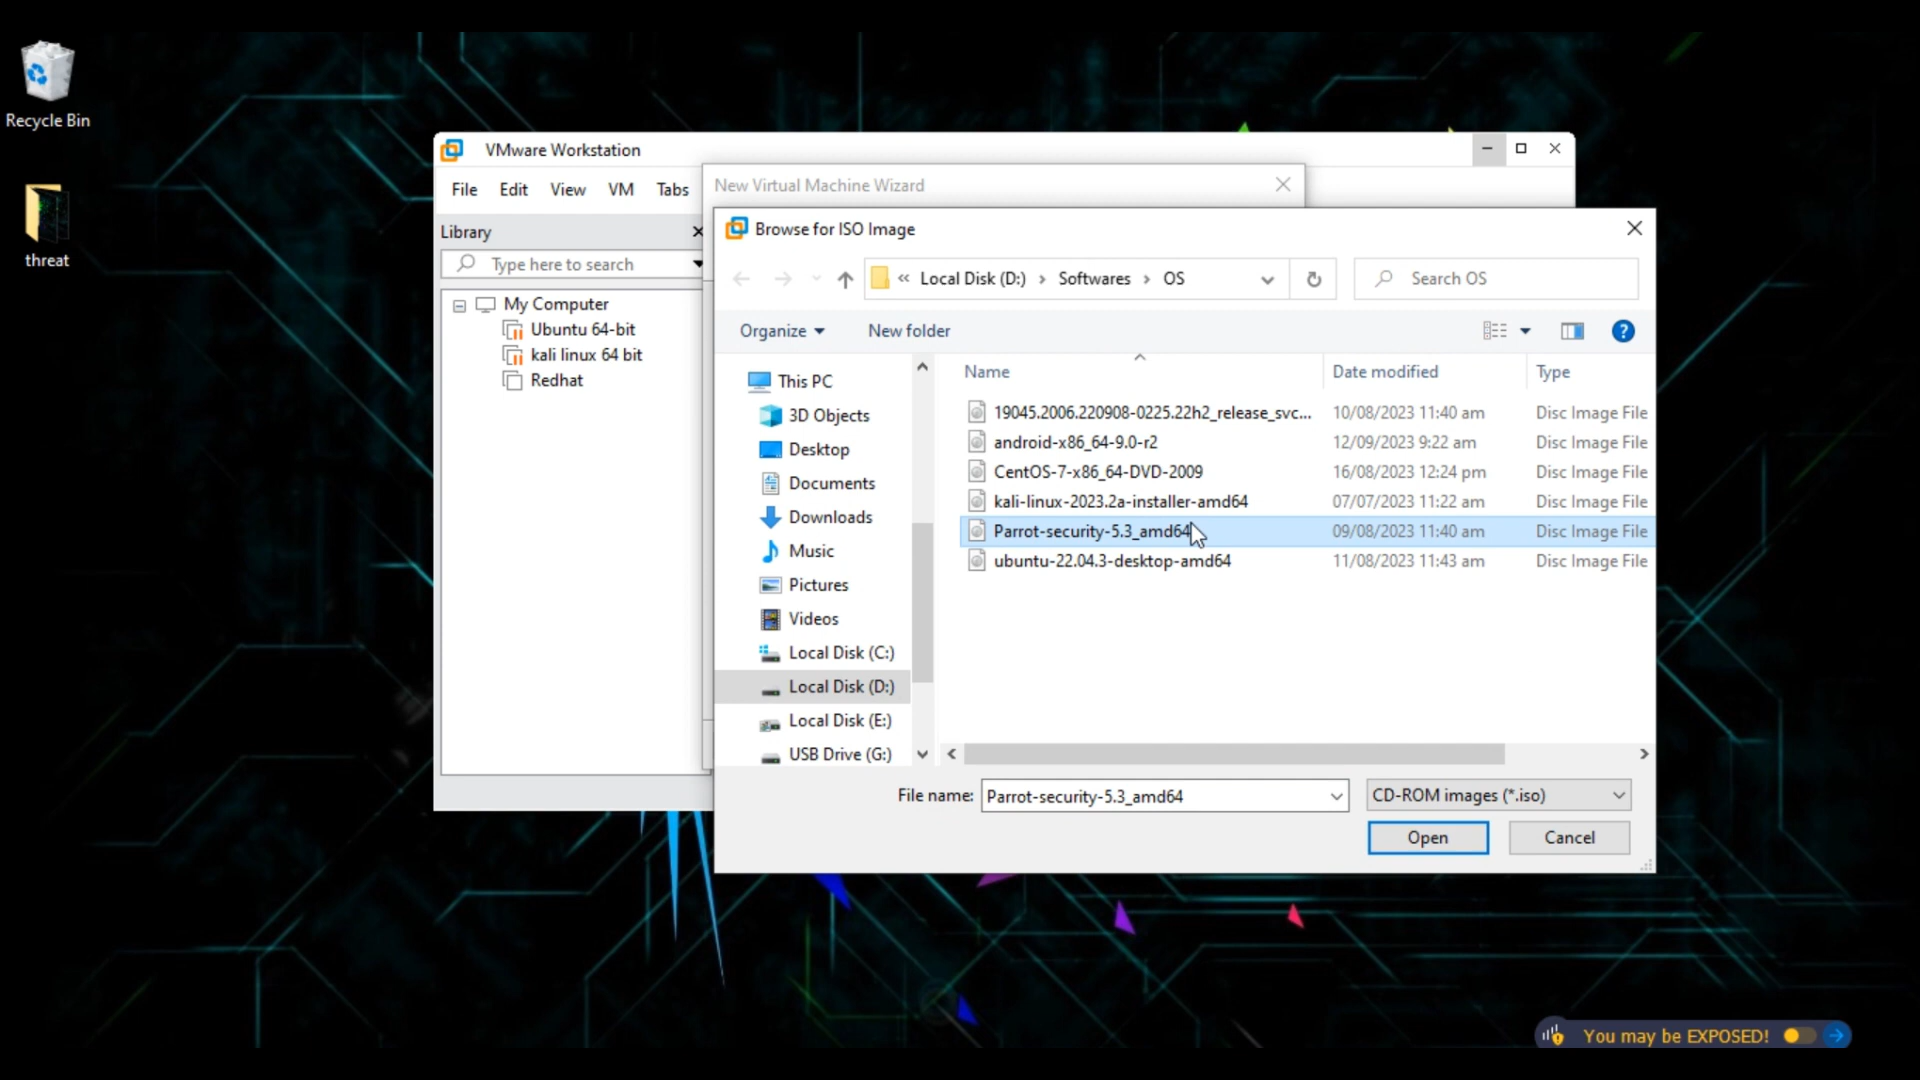 Recycle Bin
threat
VMware Workstation
File Edit View VM Tabs
New Virtual Machine Wizard
Library
Type here to search
My Computer
Ubuntu 64-bit
kali linux 64 bit
Redhat
Browse for ISO Image
« Local Disk (D:) › Softwares › OS
Search OS
Organize New folder
This PC
3D Objects
Desktop
Documents
Downloads
Music
Pictures
Videos
Local Disk (C:)
Local Disk (D:)
Local Disk (E:)
USB Drive (G:)
Name Date modified Type
19045.2006.220908-0225.22h2_release_svc... 10/08/2023 11:40 am Disc Image File
android-x86_64-9.0-r2 12/09/2023 9:22 am Disc Image File
CentOS-7-x86_64-DVD-2009 16/08/2023 12:24 pm Disc Image File
kali-linux-2023.2a-installer-amd64 07/07/2023 11:22 am Disc Image File
Parrot-security-5.3_amd64 09/08/2023 11:40 am Disc Image File
ubuntu-22.04.3-desktop-amd64 11/08/2023 11:43 am Disc Image File
File name: Parrot-security-5.3_amd64 CD-ROM images (*.iso)
Open Cancel
You may be EXPOSED!